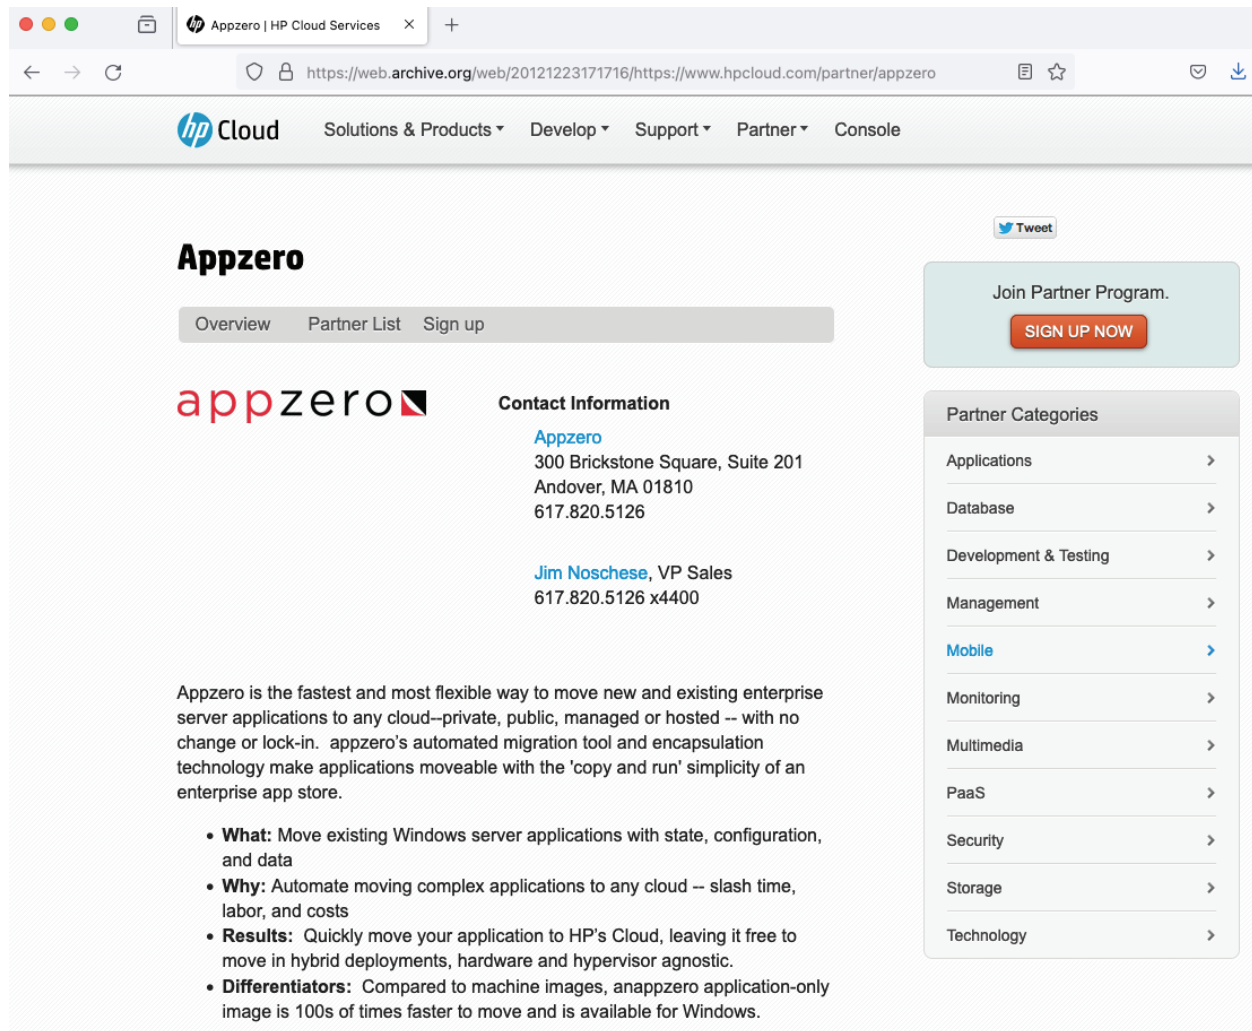 Appzero | HP Cloud Services
https://web.archive.org/web/20121223171716/https://www.hpcloud.com/partner/appzero
hp Cloud Solutions & Products Develop Support Partner Console
Tweet
Appzero
Overview Partner List Sign up
Join Partner Program.
SIGN UP NOW
appzero
Contact Information
Appzero
300 Brickstone Square, Suite 201
Andover, MA 01810
617.820.5126
Jim Noschese, VP Sales
617.820.5126 x4400
Appzero is the fastest and most flexible way to move new and existing enterprise
server applications to any cloud--private, public, managed or hosted -- with no
change or lock-in.  appzero's automated migration tool and encapsulation
technology make applications moveable with the 'copy and run' simplicity of an
enterprise app store.
• What: Move existing Windows server applications with state, configuration,
and data
• Why: Automate moving complex applications to any cloud -- slash time,
labor, and costs
• Results:  Quickly move your application to HP's Cloud, leaving it free to
move in hybrid deployments, hardware and hypervisor agnostic.
• Differentiators:  Compared to machine images, anappzero application-only
image is 100s of times faster to move and is available for Windows.
Partner Categories
Applications
Database
Development & Testing
Management
Mobile
Monitoring
Multimedia
PaaS
Security
Storage
Technology